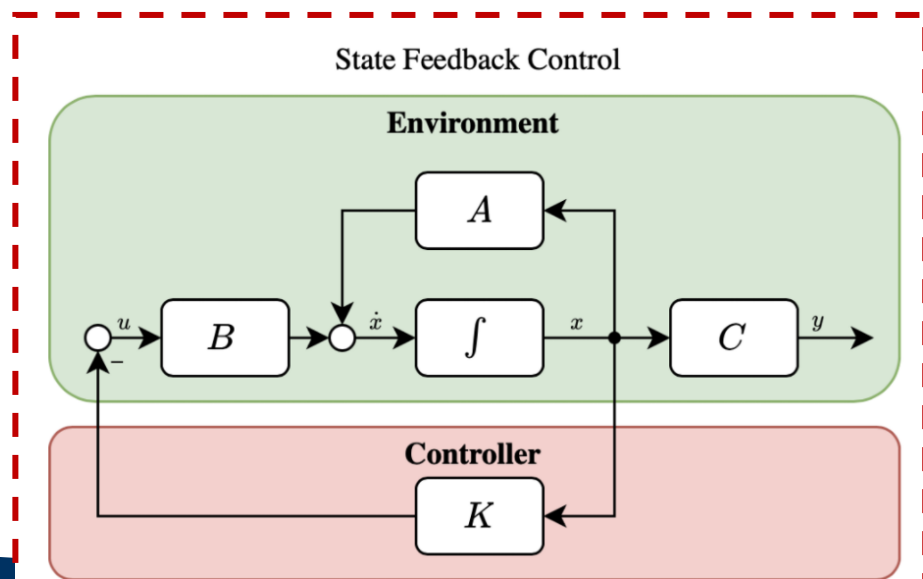 State Feedback Control
Environment
A
u
B
ẋ
∫
x
C
y
−
Controller
K